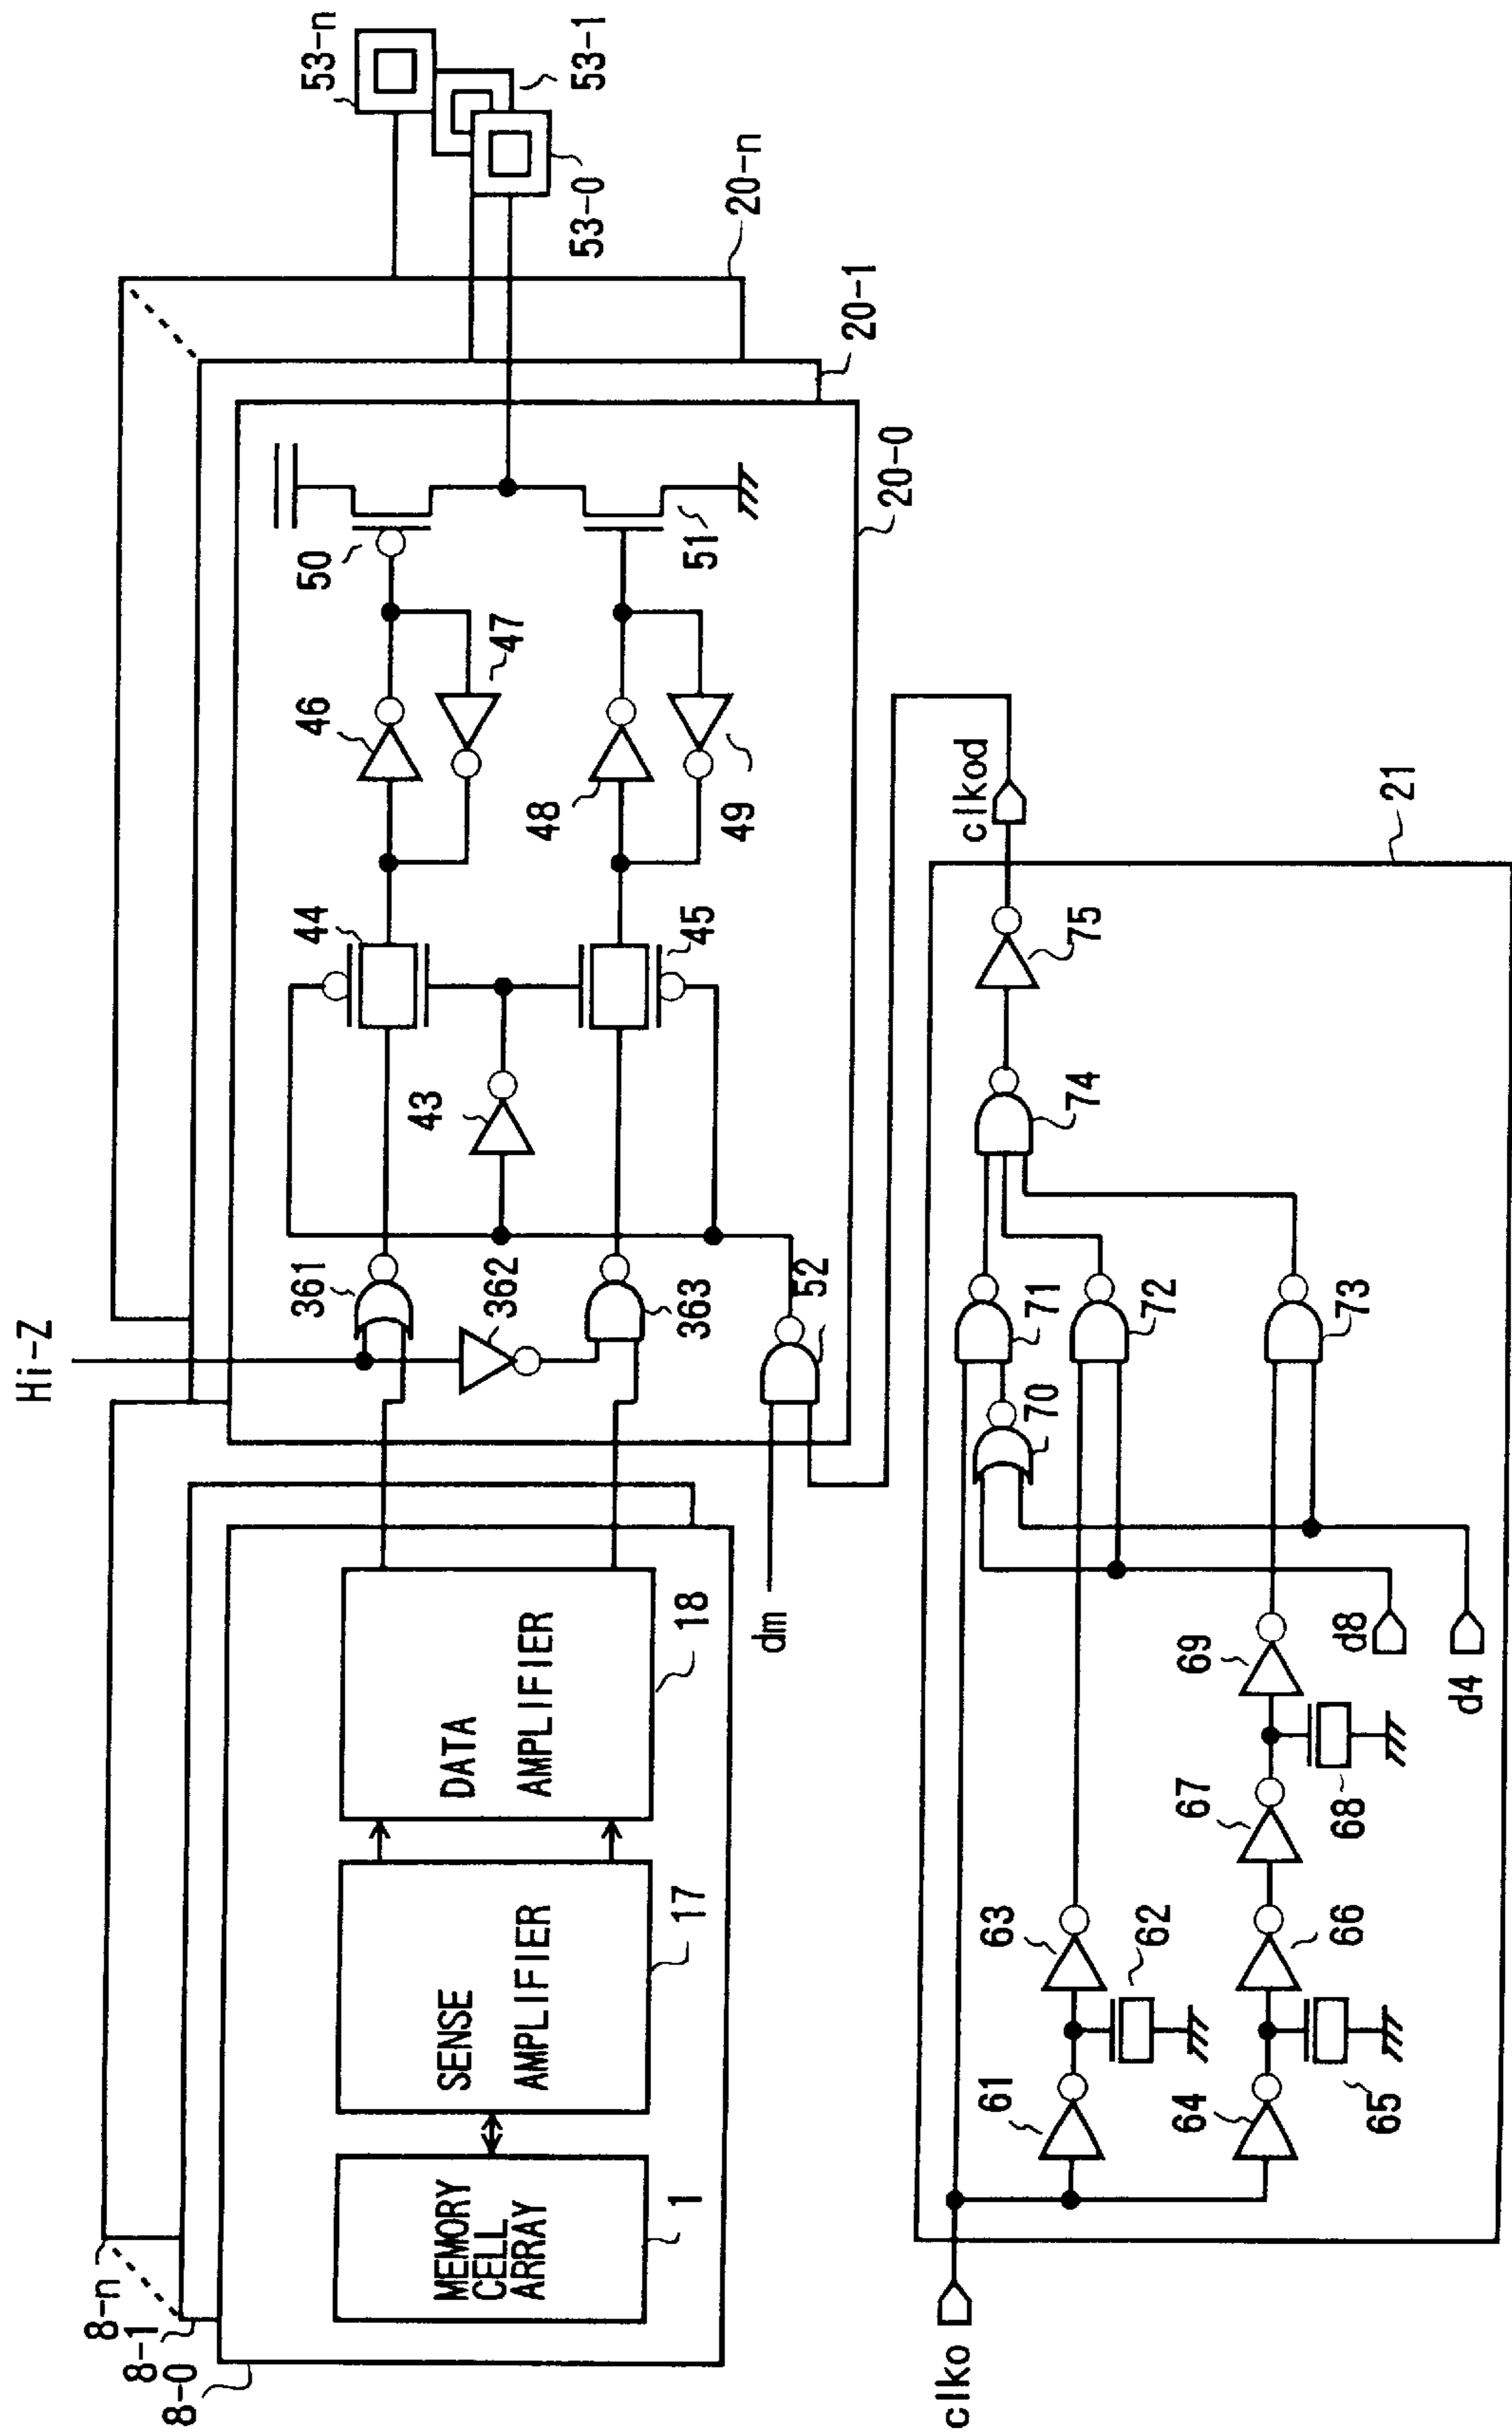 Hi-Z
8-n
8-1
8-0
MEMORY
CELL
ARRAY
1
SENSE
AMPLIFIER
17
DATA
AMPLIFIER
18
dm
361
362
363
52
43
44
45
46
47
48
49
50
51
20-0
20-1
20-n
53-n
53-1
53-0
clko
61
62
63
64
65
66
67
68
69
d8
d4
70
71
72
73
74
75
clkod
21